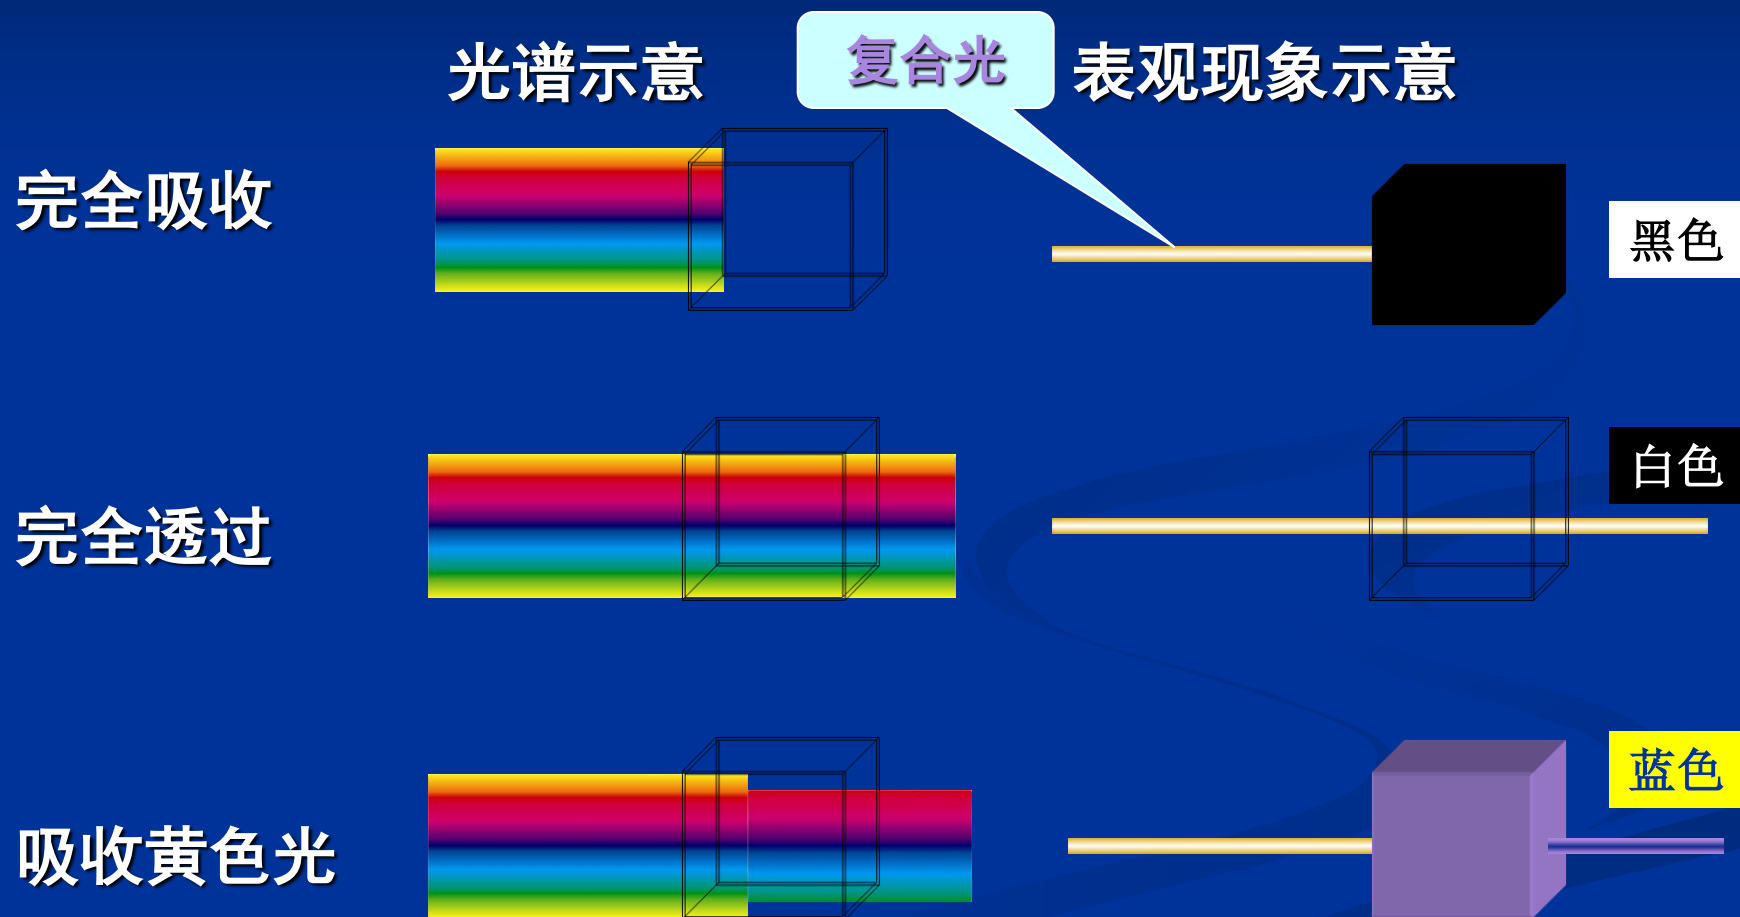 光谱示意
复合光
表观现象示意
完全吸收
黑色
完全透过
白色
吸收黄色光
蓝色